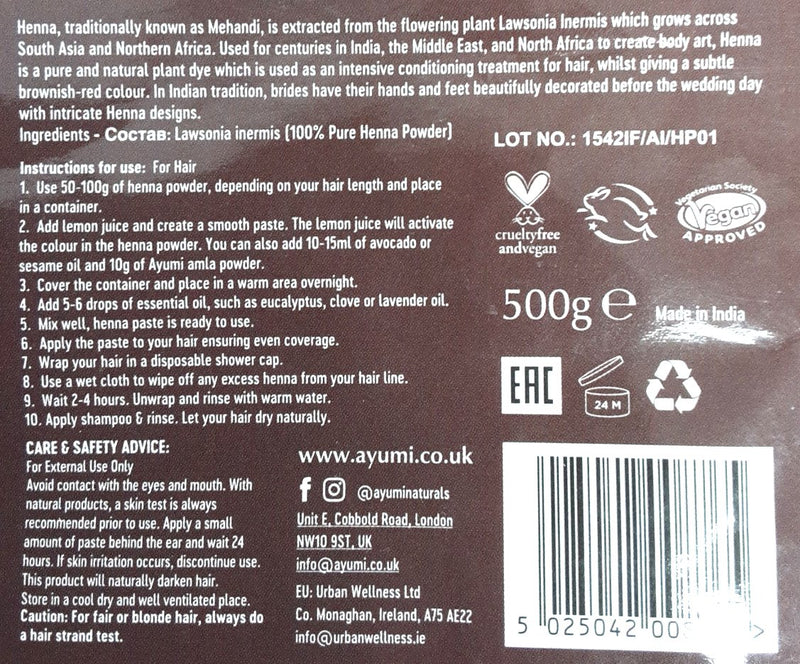 Henna, traditionally known as Mehandi, is extracted from the flowering plant Lawsonia Inermis which grows across
South Asia and Northern Africa. Used for centuries in India, the Middle East, and North Africa to create body art, Henna
is a pure and natural plant dye which is used as an intensive conditioning treatment for hair, whilst giving a subtle
brownish-red colour. In Indian tradition, brides have their hands and feet beautifully decorated before the wedding day
with intricate Henna designs.
Ingredients - Состав: Lawsonia inermis (100% Pure Henna Powder)
LOT NO.: 1542IF/AI/HP01
Instructions for use: For Hair
1. Use 50-100g of henna powder, depending on your hair length and place
in a container.
2. Add lemon juice and create a smooth paste. The lemon juice will activate
the colour in the henna powder. You can also add 10-15ml of avocado or
sesame oil and 10g of Ayumi amla powder.
3. Cover the container and place in a warm area overnight.
4. Add 5-6 drops of essential oil, such as eucalyptus, clove or lavender oil.
5. Mix well, henna paste is ready to use.
6. Apply the paste to your hair ensuring even coverage.
7. Wrap your hair in a disposable shower cap.
8. Use a wet cloth to wipe off any excess henna from your hair line.
9. Wait 2-4 hours. Unwrap and rinse with warm water.
10. Apply shampoo & rinse. Let your hair dry naturally.
crueltyfree
andvegan
Vegetarian Society
Vegan
APPROVED
500g e
Made in India
EAC
24 M
CARE & SAFETY ADVICE:
For External Use Only
Avoid contact with the eyes and mouth. With
natural products, a skin test is always
recommended prior to use. Apply a small
amount of paste behind the ear and wait 24
hours. If skin irritation occurs, discontinue use.
This product will naturally darken hair.
Store in a cool dry and well ventilated place.
Caution: For fair or blonde hair, always do
a hair strand test.
www.ayumi.co.uk
f @ayuminaturals
Unit E, Cobbold Road, London
NW10 9ST, UK
info@ayumi.co.uk
EU: Urban Wellness Ltd
Co. Monaghan, Ireland, A75 AE22
info@urbanwellness.ie
5 025042 00 >